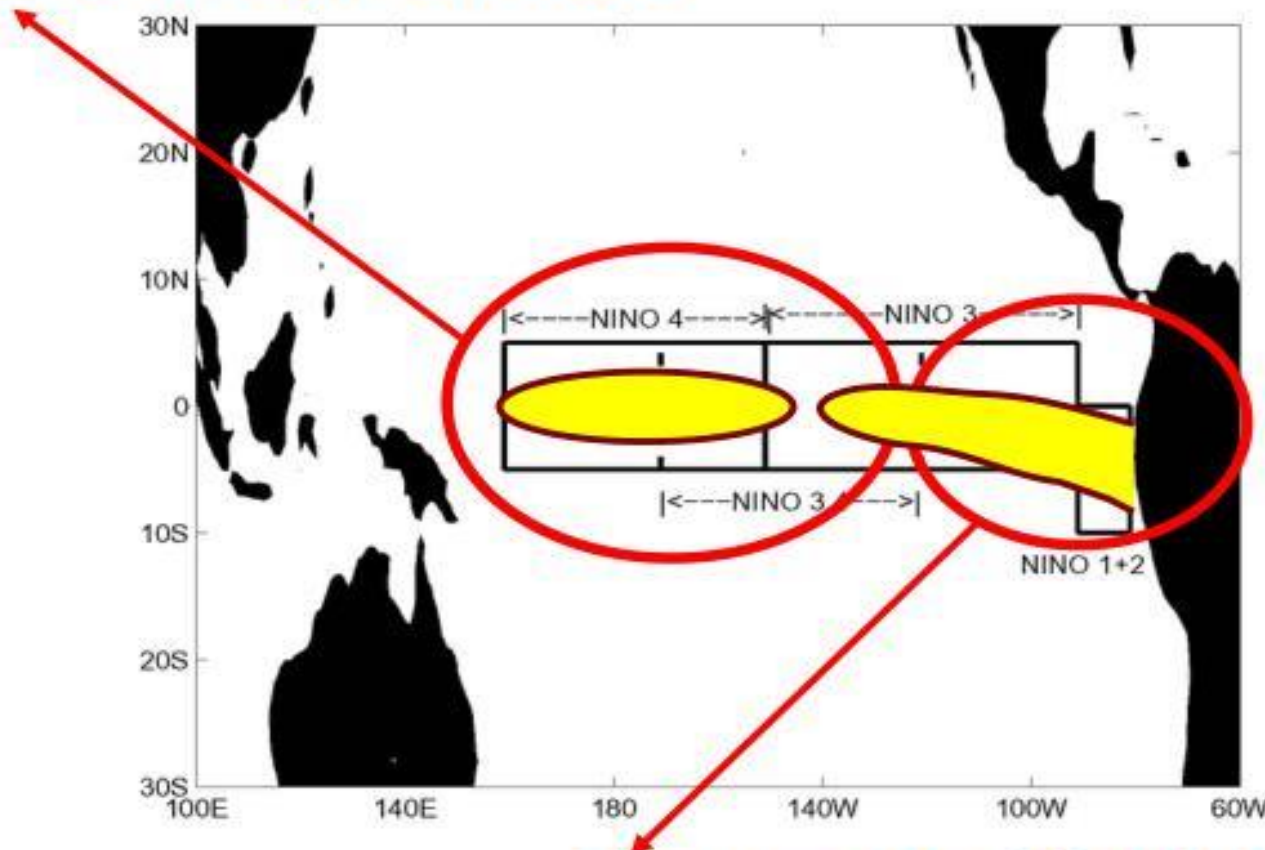 30N
20N
10N
|<----NINO 4---->|
|<-----NINO 3---->|
0
|<---NINO 3 --->|
10S
NINO 1+2
20S
30S
100E 140E 180 140W 100W 60W